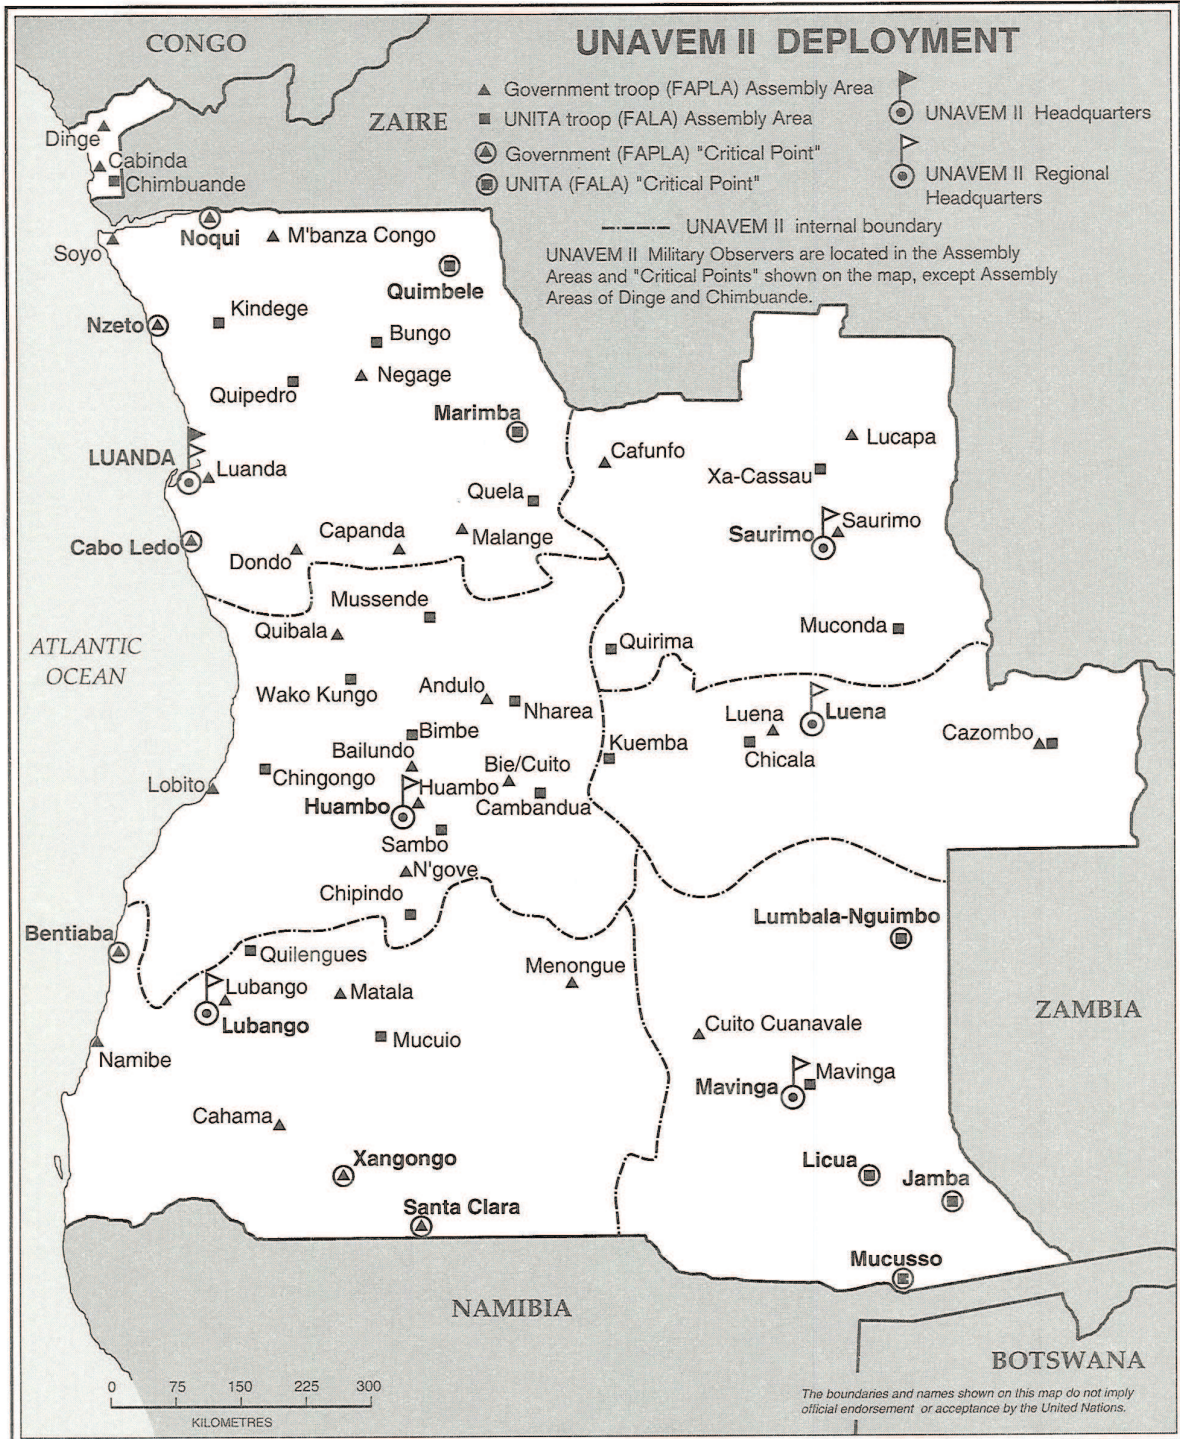 UNAVEM II DEPLOYMENT
Government troop (FAPLA) Assembly Area
UNITA troop (FALA) Assembly Area
Government (FAPLA) "Critical Point"
UNITA (FALA) "Critical Point"
UNAVEM II Headquarters
UNAVEM II Regional
Headquarters
UNAVEM II internal boundary
UNAVEM II Military Observers are located in the Assembly
Areas and "Critical Points" shown on the map, except Assembly
Areas of Dinge and Chimbuande.
CONGO
ZAIRE
Dinge
Cabinda
Chimbuande
Soyo
Noqui
M'banza Congo
Quimbele
Nzeto
Kindege
Bungo
Quipedro
Negage
Marimba
LUANDA
Luanda
Cafunfo
Lucapa
Xa-Cassau
Quela
Saurimo
Saurimo
Cabo Ledo
Capanda
Malange
Dondo
Mussende
Quibala
Quirima
Muconda
ATLANTIC
OCEAN
Wako Kungo
Andulo
Nharea
Luena
Luena
Cazombo
Bimbe
Kuemba
Chicala
Bailundo
Bie/Cuito
Chingongo
Lobito
Huambo
Huambo
Cambandua
Sambo
N'gove
Chipindo
Bentiaba
Lumbala-Nguimbo
Quilengues
Menongue
Lubango
Matala
Lubango
Cuito Cuanavale
Mucuio
Namibe
ZAMBIA
Mavinga
Mavinga
Cahama
Xangongo
Licua
Jamba
Santa Clara
Mucusso
NAMIBIA
BOTSWANA
0 75 150 225 300
KILOMETRES
The boundaries and names shown on this map do not imply
official endorsement or acceptance by the United Nations.